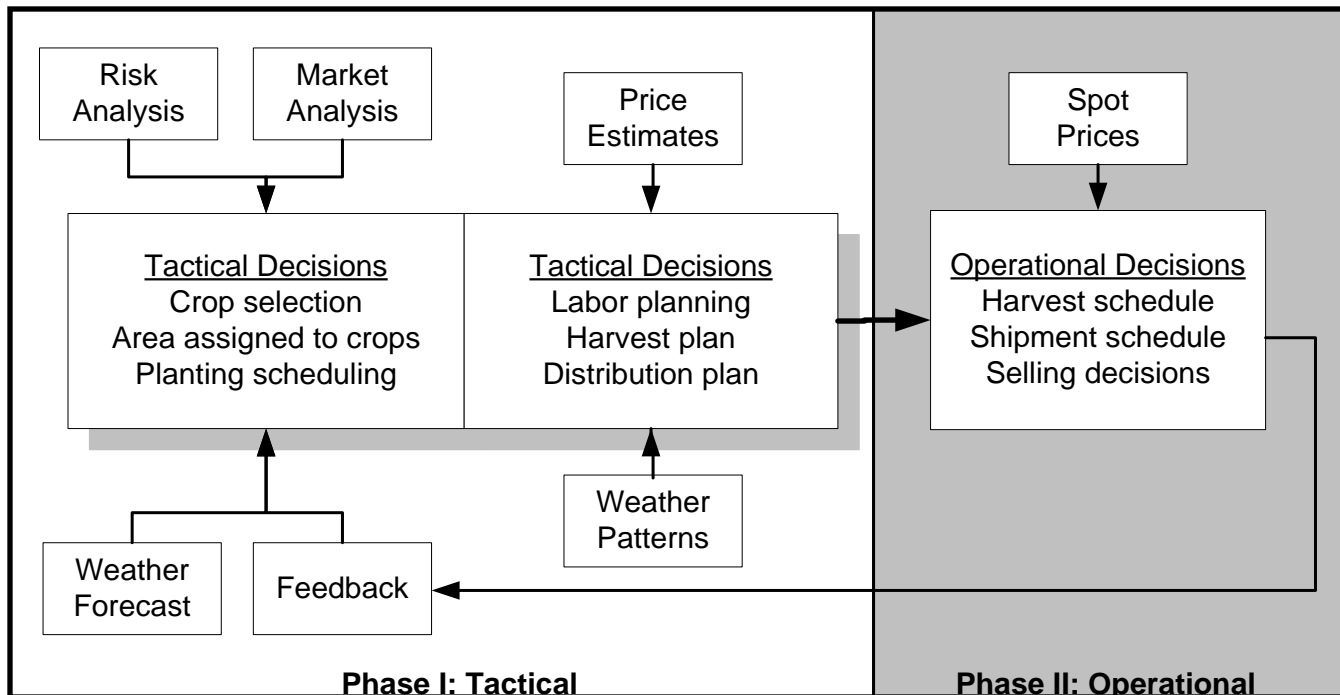 Risk
Analysis
Market
Analysis
Price
Estimates
Spot
Prices
Tactical Decisions
Crop selection
Area assigned to crops
Planting scheduling
Tactical Decisions
Labor planning
Harvest plan
Distribution plan
Operational Decisions
Harvest schedule
Shipment schedule
Selling decisions
Weather
Forecast
Feedback
Weather
Patterns
Phase I: Tactical
Phase II: Operational